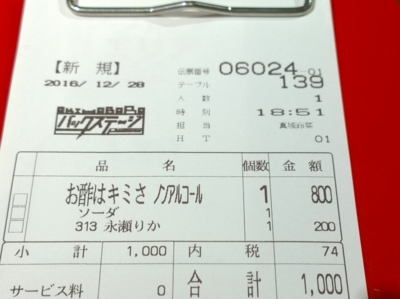 【新 規】
伝票番号 06024-01
2016/12/28
テーブル 139
人 数 1
AKIHABARA
バックステージ
時刻 18:51
担当
H T 01
品 名 個数 金 額
お酢はキミさ ノンアルコール 1 800
ソーダ 1
313 永瀬りか 1 200
小 計 1,000 内 税 74
サービス料 0 合 計 1,000